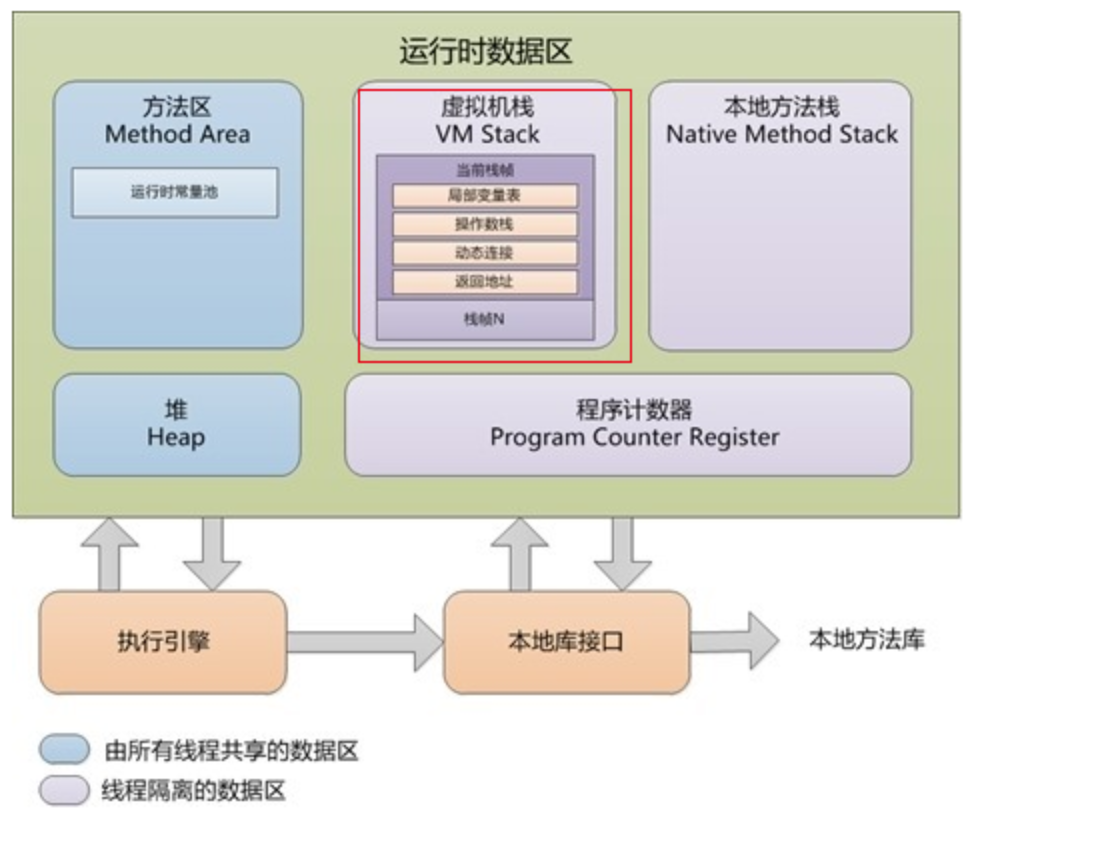 运行时数据区
方法区
Method Area
运行时常量池
虚拟机栈
VM Stack
当前栈帧
局部变量表
操作数栈
动态连接
返回地址
栈帧N
本地方法栈
Native Method Stack
堆
Heap
程序计数器
Program Counter Register
执行引擎
本地库接口
本地方法库
由所有线程共享的数据区
线程隔离的数据区